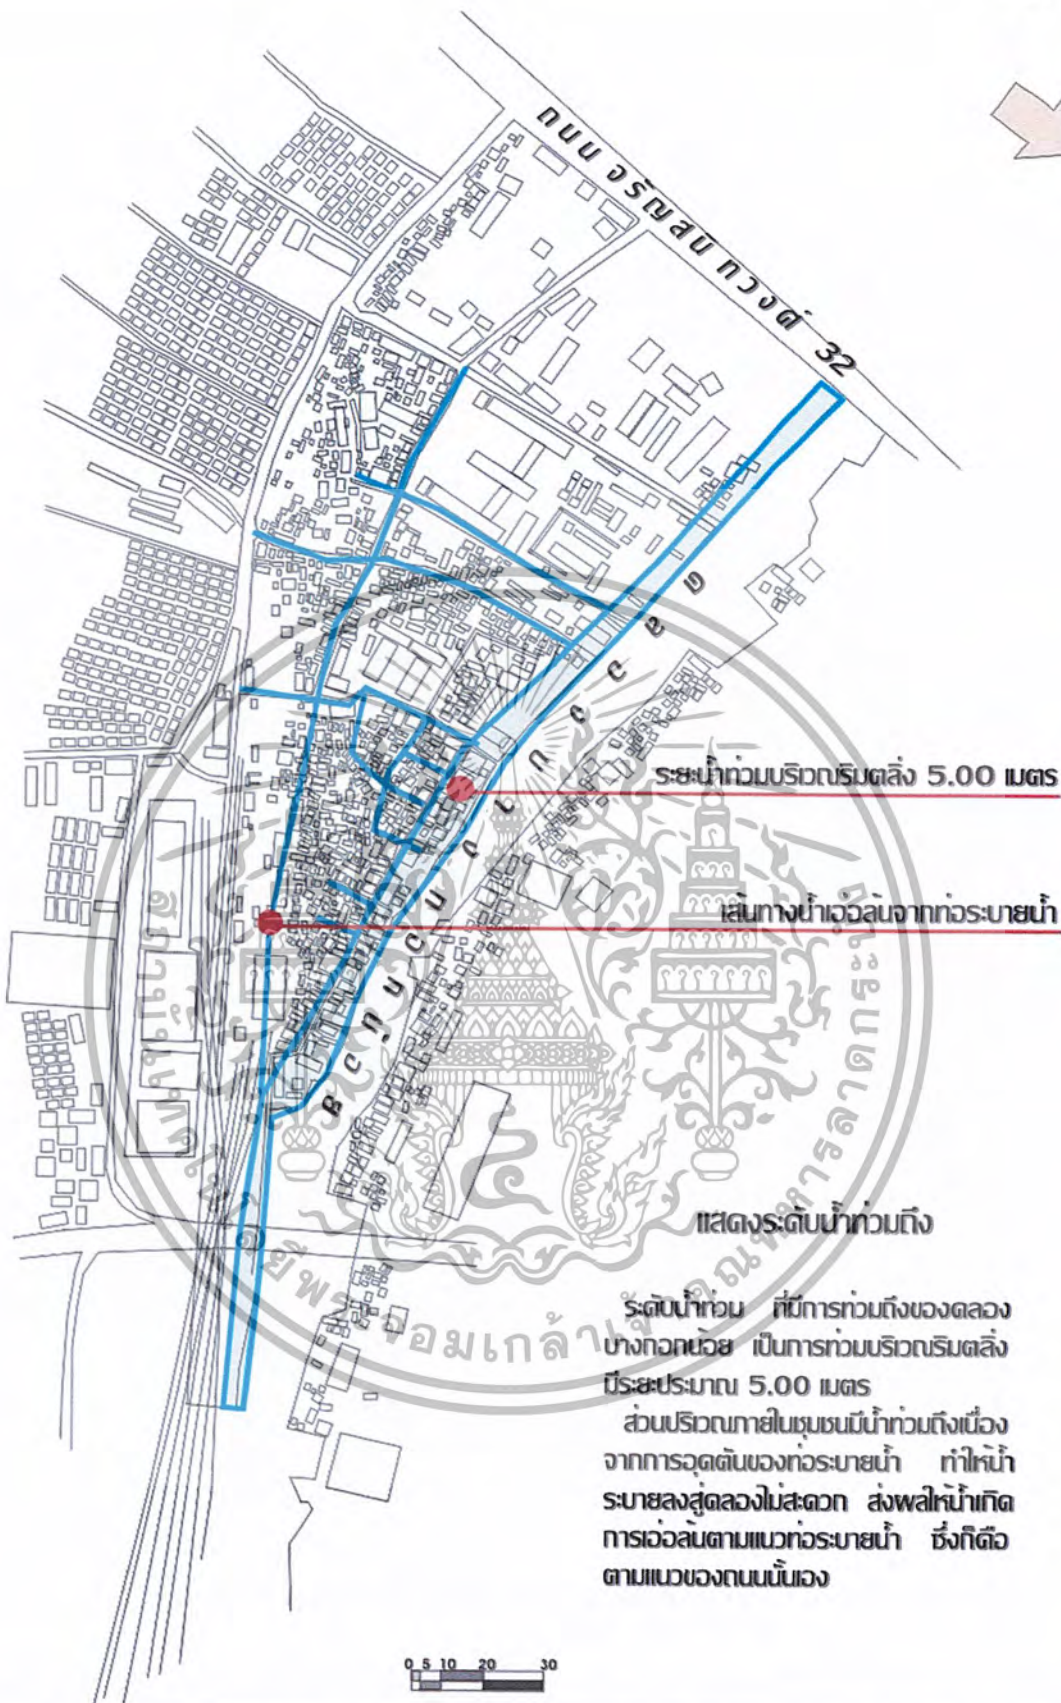 ถนน จรัญสนิทวงศ์ 32
คลองบางกอกน้อย
ระยะน้ำท่วมบริเวณริมตลิ่ง 5.00 เมตร
เส้นทางน้ำเอ่อล้นจากท่อระบายน้ำ
แสดงระดับน้ำท่วมถึง
ระดับน้ำท่วม ที่มีการท่วมถึงของคลอง
บางกอกน้อย เป็นการท่วมบริเวณริมตลิ่ง
มีระยะประมาณ 5.00 เมตร
ส่วนบริเวณภายในชุมชนมีน้ำท่วมถึงเนื่อง
จากการอุดตันของท่อระบายน้ำ ทำให้น้ำ
ระบายลงสู่คลองไม่สะดวก ส่งผลให้น้ำเกิด
การเอ่อล้นตามแนวท่อระบายน้ำ ซึ่งก็คือ
ตามแนวของถนนนั้นเอง
0 5 10 20 30